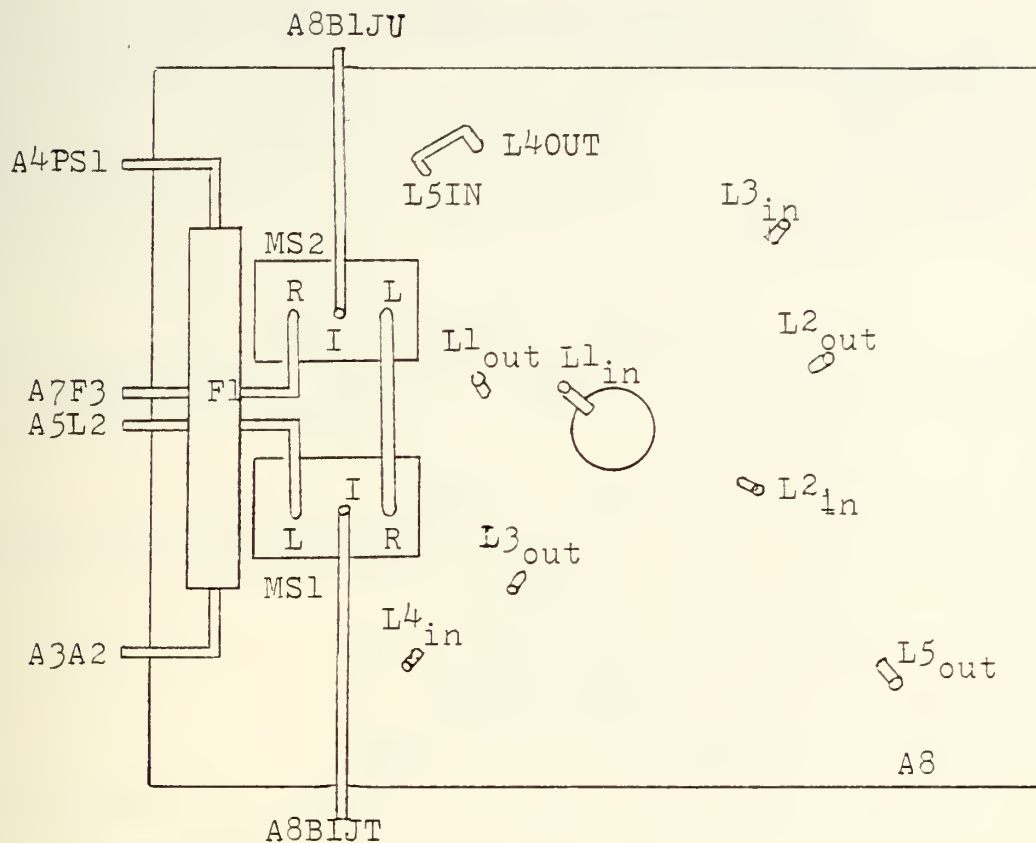 A8B1JU
A4PS1
L4OUT
L5IN
L3in
MS2
R L
I
L2out
L1out L1in
A7F3
F1
A5L2
I
L2in
L R
L3out
MS1
L4in
A3A2
L5out
A8
A8B1JT